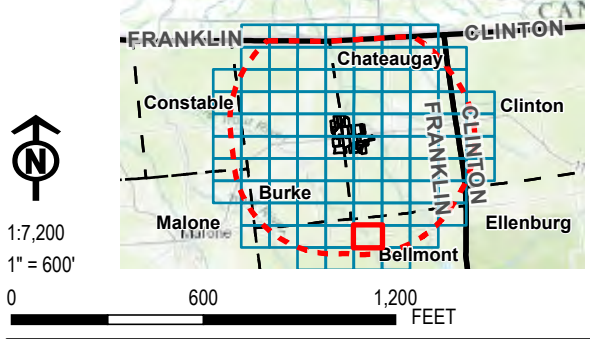 CAN
FRANKLIN
CLINTON
Chateaugay
Constable
Clinton
FRANKLIN
CLINTON
N
Burke
1:7,200
Malone
Ellenburg
Malone
1" = 600'
Bellmont
0 600 1,200
FEET